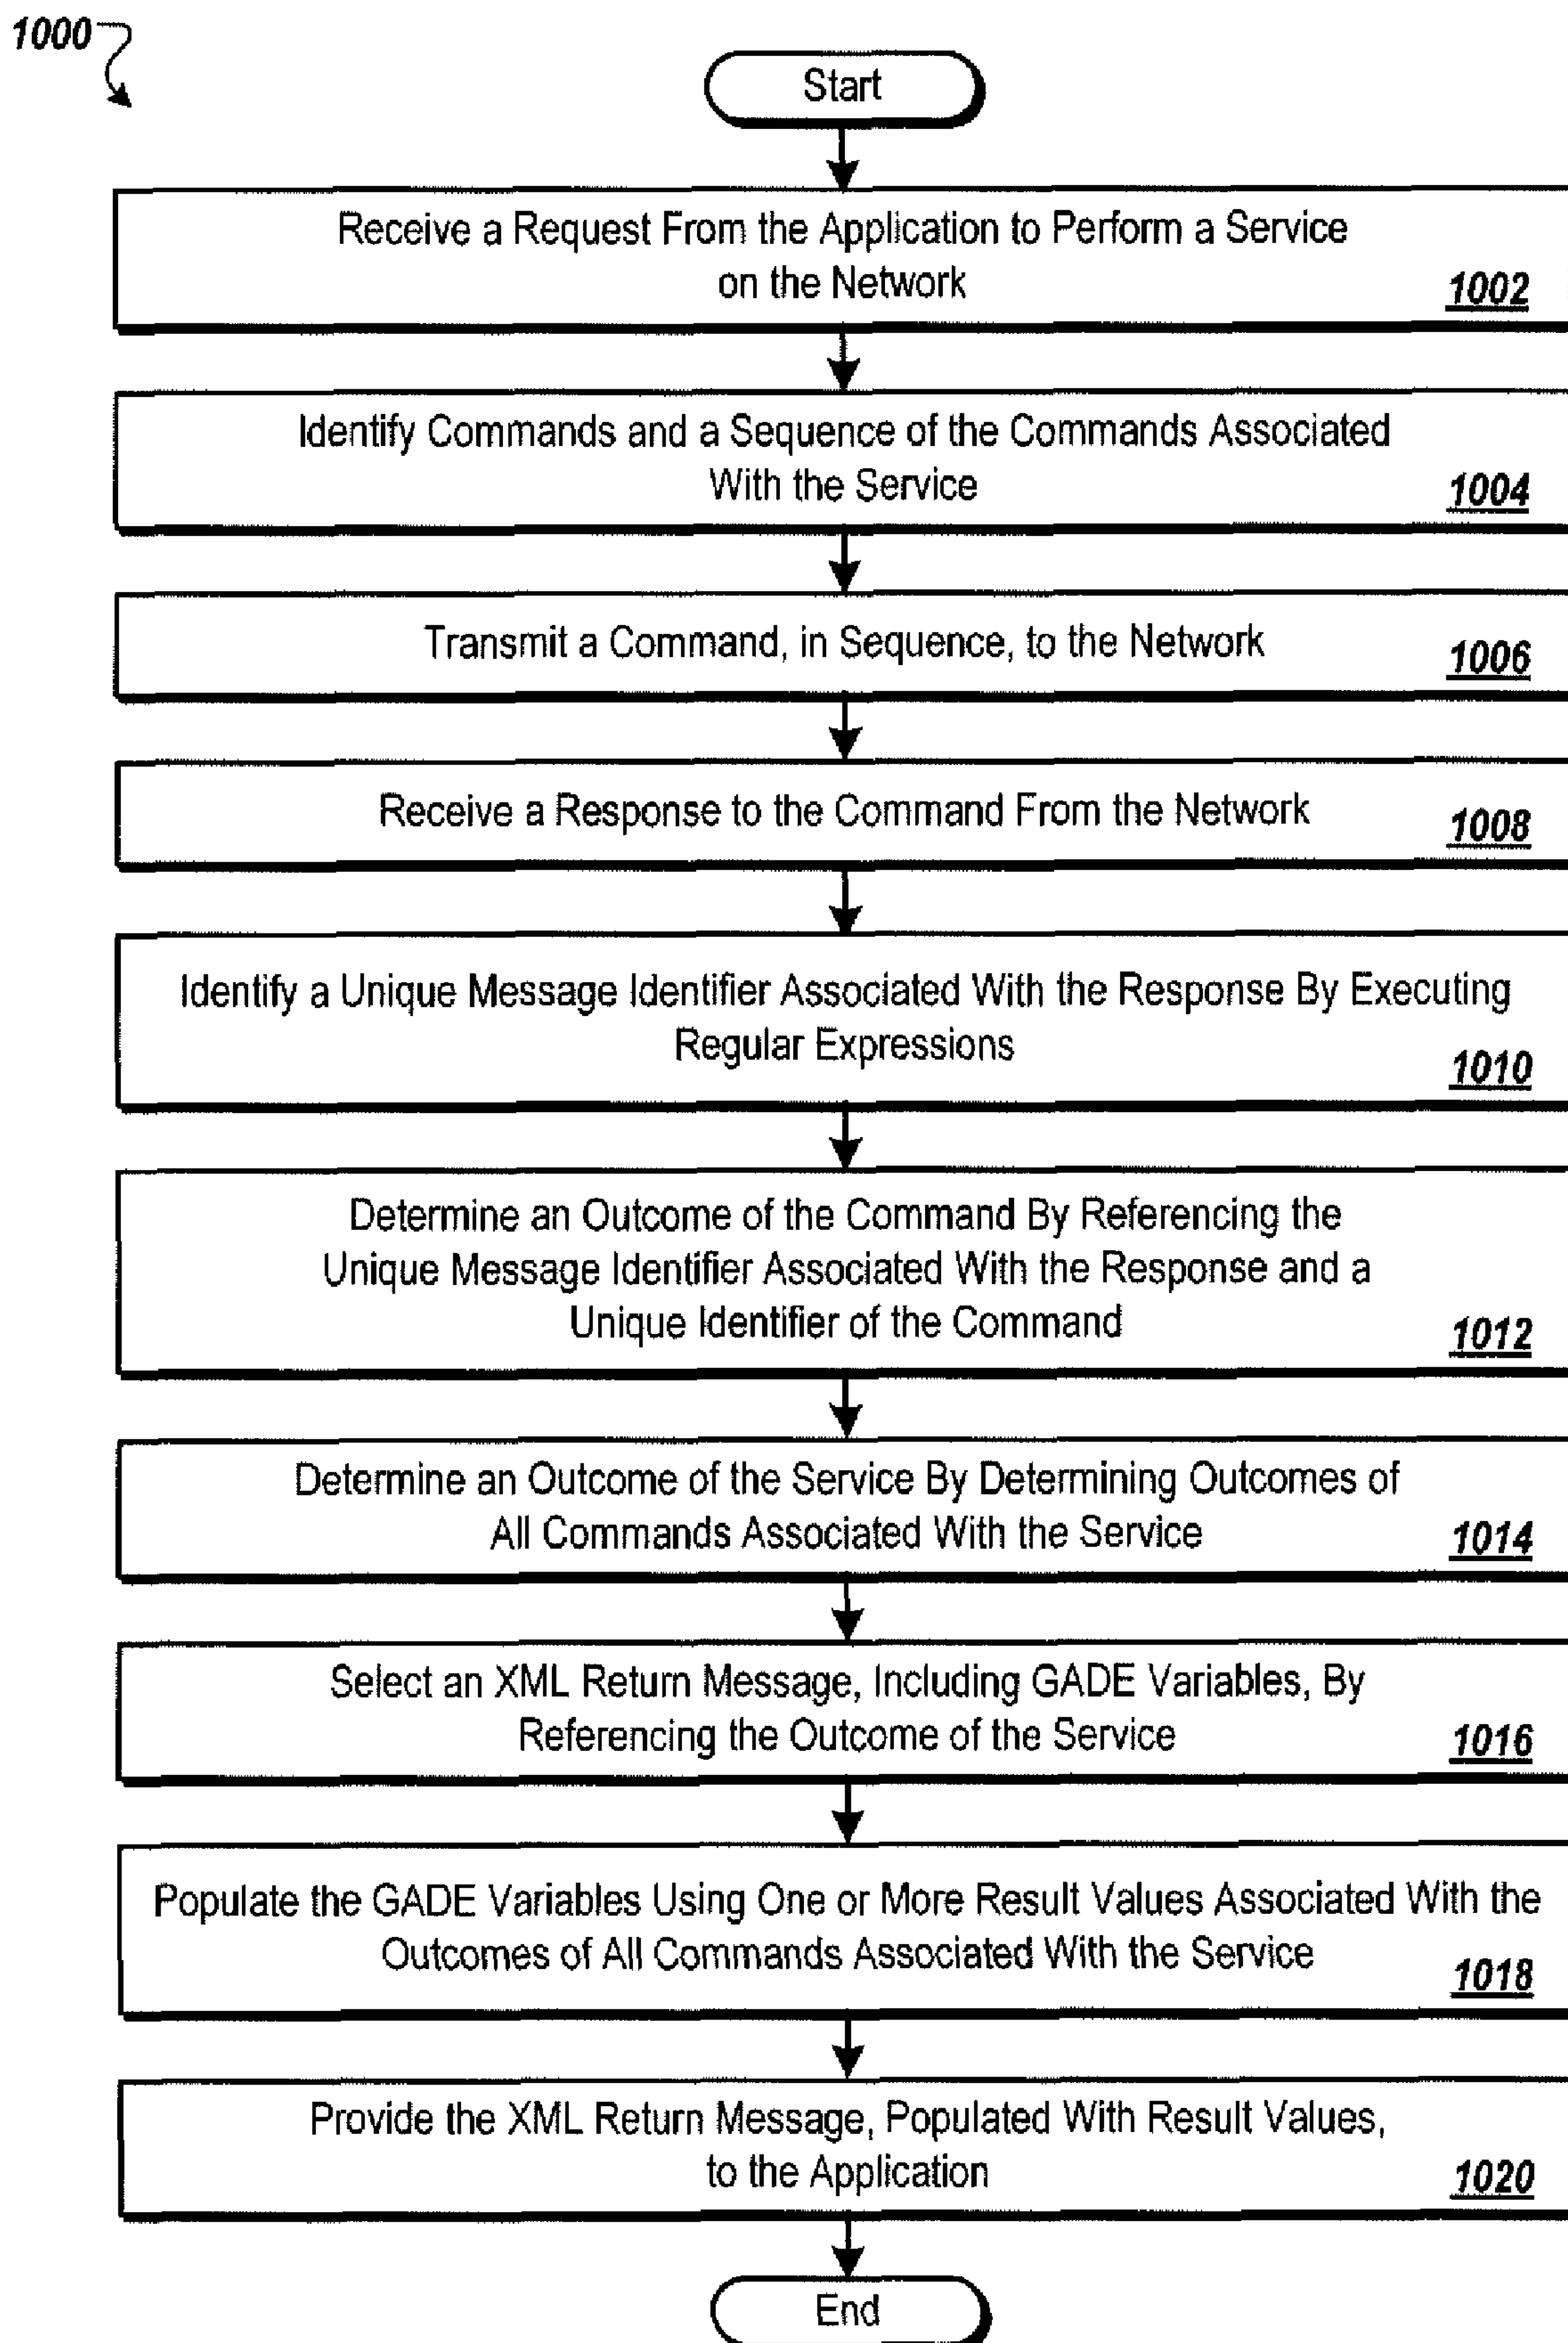 1000
Start
Receive a Request From the Application to Perform a Service
on the Network
1002
Identify Commands and a Sequence of the Commands Associated
With the Service
1004
Transmit a Command, in Sequence, to the Network
1006
Receive a Response to the Command From the Network
1008
Identify a Unique Message Identifier Associated With the Response By Executing
Regular Expressions
1010
Determine an Outcome of the Command By Referencing the
Unique Message Identifier Associated With the Response and a
Unique Identifier of the Command
1012
Determine an Outcome of the Service By Determining Outcomes of
All Commands Associated With the Service
1014
Select an XML Return Message, Including GADE Variables, By
Referencing the Outcome of the Service
1016
Populate the GADE Variables Using One or More Result Values Associated With the
Outcomes of All Commands Associated With the Service
1018
Provide the XML Return Message, Populated With Result Values,
to the Application
1020
End